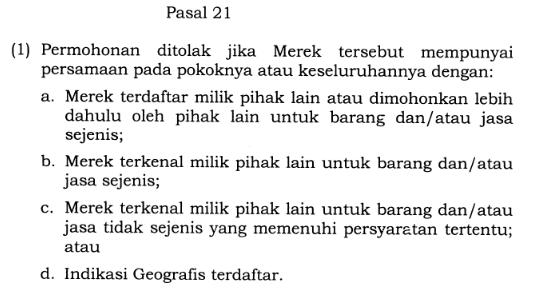 Pasal 21
(1) Permohonan ditolak jika Merek tersebut mempunyai
persamaan pada pokoknya atau keseluruhannya dengan:
a. Merek terdaftar milik pihak lain atau dimohonkan lebih
dahulu oleh pihak lain untuk barang dan/atau jasa
sejenis;
b. Merek terkenal milik pihak lain untuk barang dan/atau
jasa sejenis;
c. Merek terkenal milik pihak lain untuk barang dan/atau
jasa tidak sejenis yang memenuhi persyaratan tertentu;
atau
d. Indikasi Geografis terdaftar.